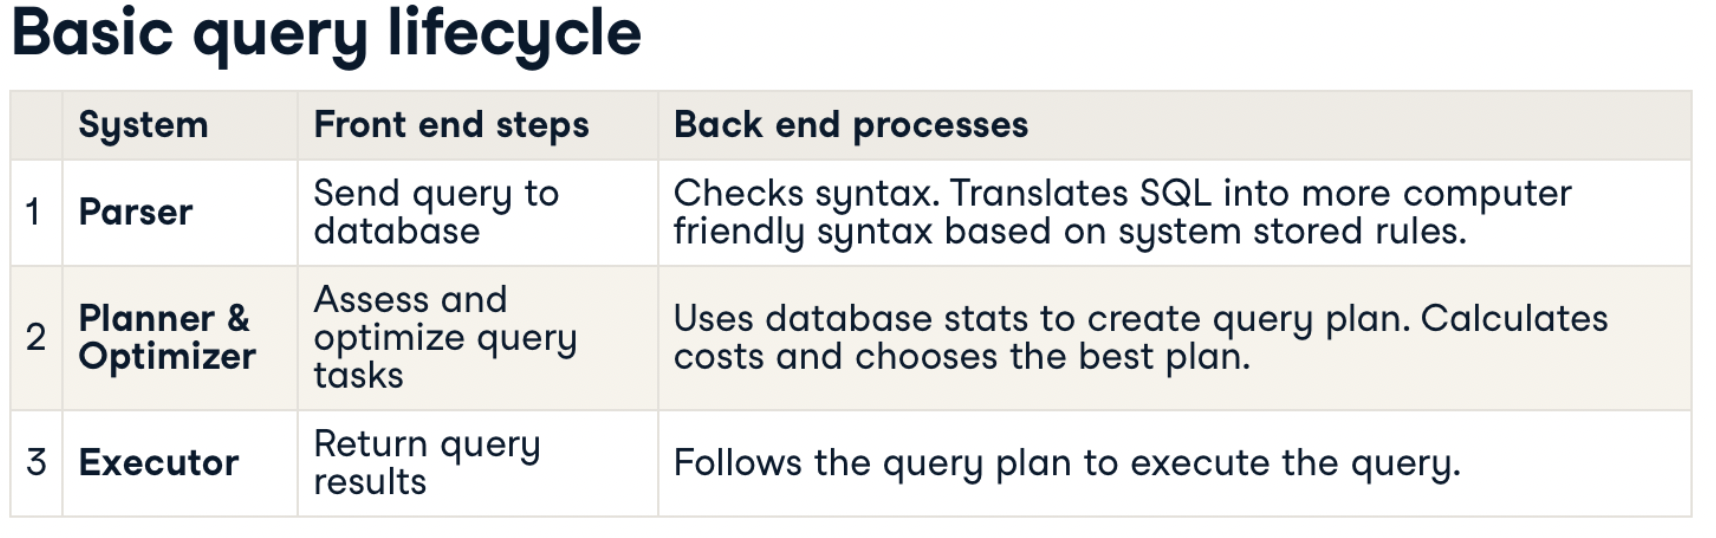 Basic query lifecycle
System
Front end steps
Back end processes
1
Parser
Send query to
database
Checks syntax. Translates SQL into more computer
friendly syntax based on system stored rules.
2
Planner &
Optimizer
Assess and
optimize query
tasks
Uses database stats to create query plan. Calculates
costs and chooses the best plan.
3
Executor
Return query
results
Follows the query plan to execute the query.